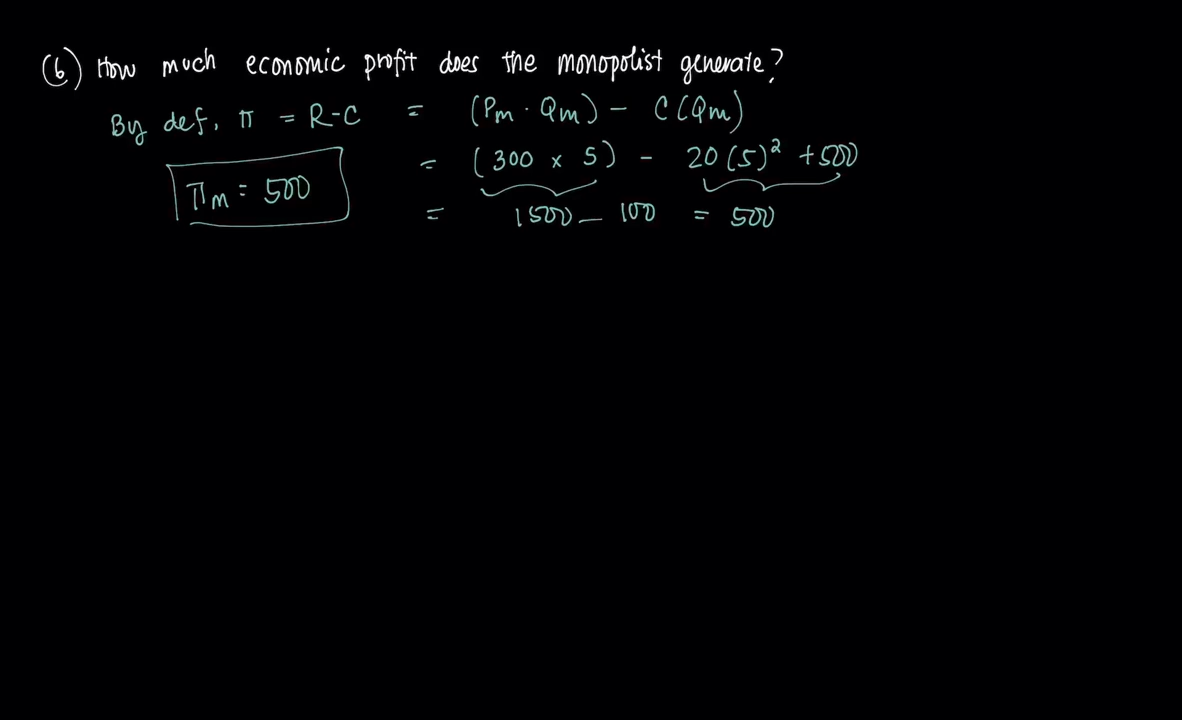 (6) How much economic profit does the monopolist generate?
By def, π = R-C = (Pm · Qm) - C(Qm)
= (300 x 5) - 20(5)² + 500
πm = 500
= 1500 - 100 = 500